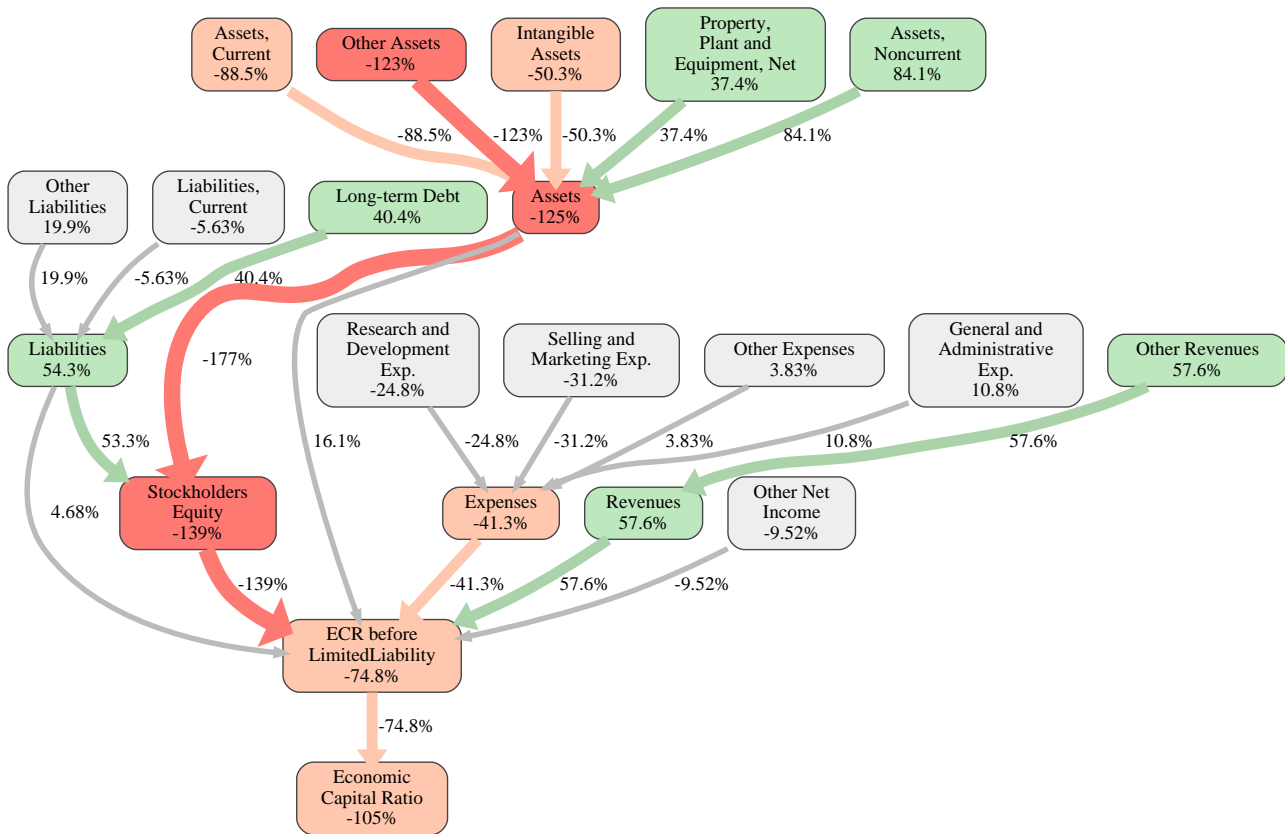 Assets,
Current
-88.5%
Other Assets
-123%
Intangible
Assets
-50.3%
Property,
Plant and
Equipment, Net
37.4%
Assets,
Noncurrent
84.1%
-88.5%
-123%
-50.3%
37.4%
84.1%
Other
Liabilities
19.9%
Liabilities,
Current
-5.63%
Long-term Debt
40.4%
Assets
-125%
19.9%
-5.63%
40.4%
Liabilities
54.3%
-177%
Research and
Development
Exp.
-24.8%
Selling and
Marketing Exp.
-31.2%
Other Expenses
3.83%
General and
Administrative
Exp.
10.8%
Other Revenues
57.6%
53.3%
16.1%
-24.8%
-31.2%
3.83%
10.8%
57.6%
4.68%
Stockholders
Equity
-139%
Expenses
-41.3%
Revenues
57.6%
Other Net
Income
-9.52%
-139%
-41.3%
57.6%
-9.52%
ECR before
LimitedLiability
-74.8%
-74.8%
Economic
Capital Ratio
-105%